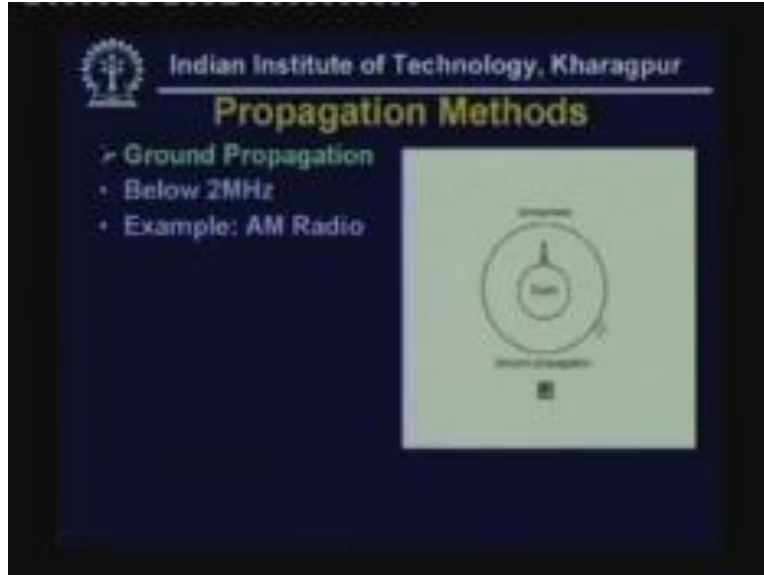 Indian Institute of Technology, Kharagpur
Propagation Methods
➢ Ground Propagation
• Below 2MHz
• Example: AM Radio
Earth
Ground propagation